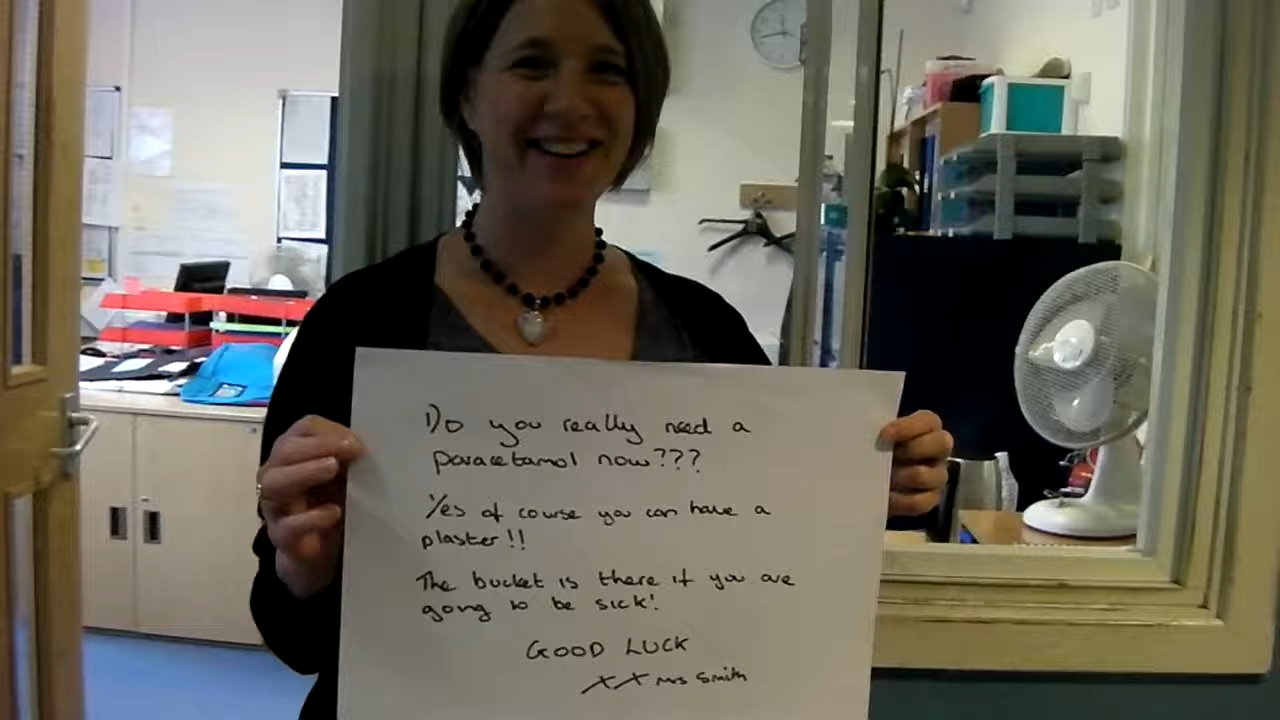 Do you really need a
paracetamol now???
Yes of course you can have a
plaster!!
The bucket is there if you are
going to be sick!
GOOD LUCK
XX Mrs Smith